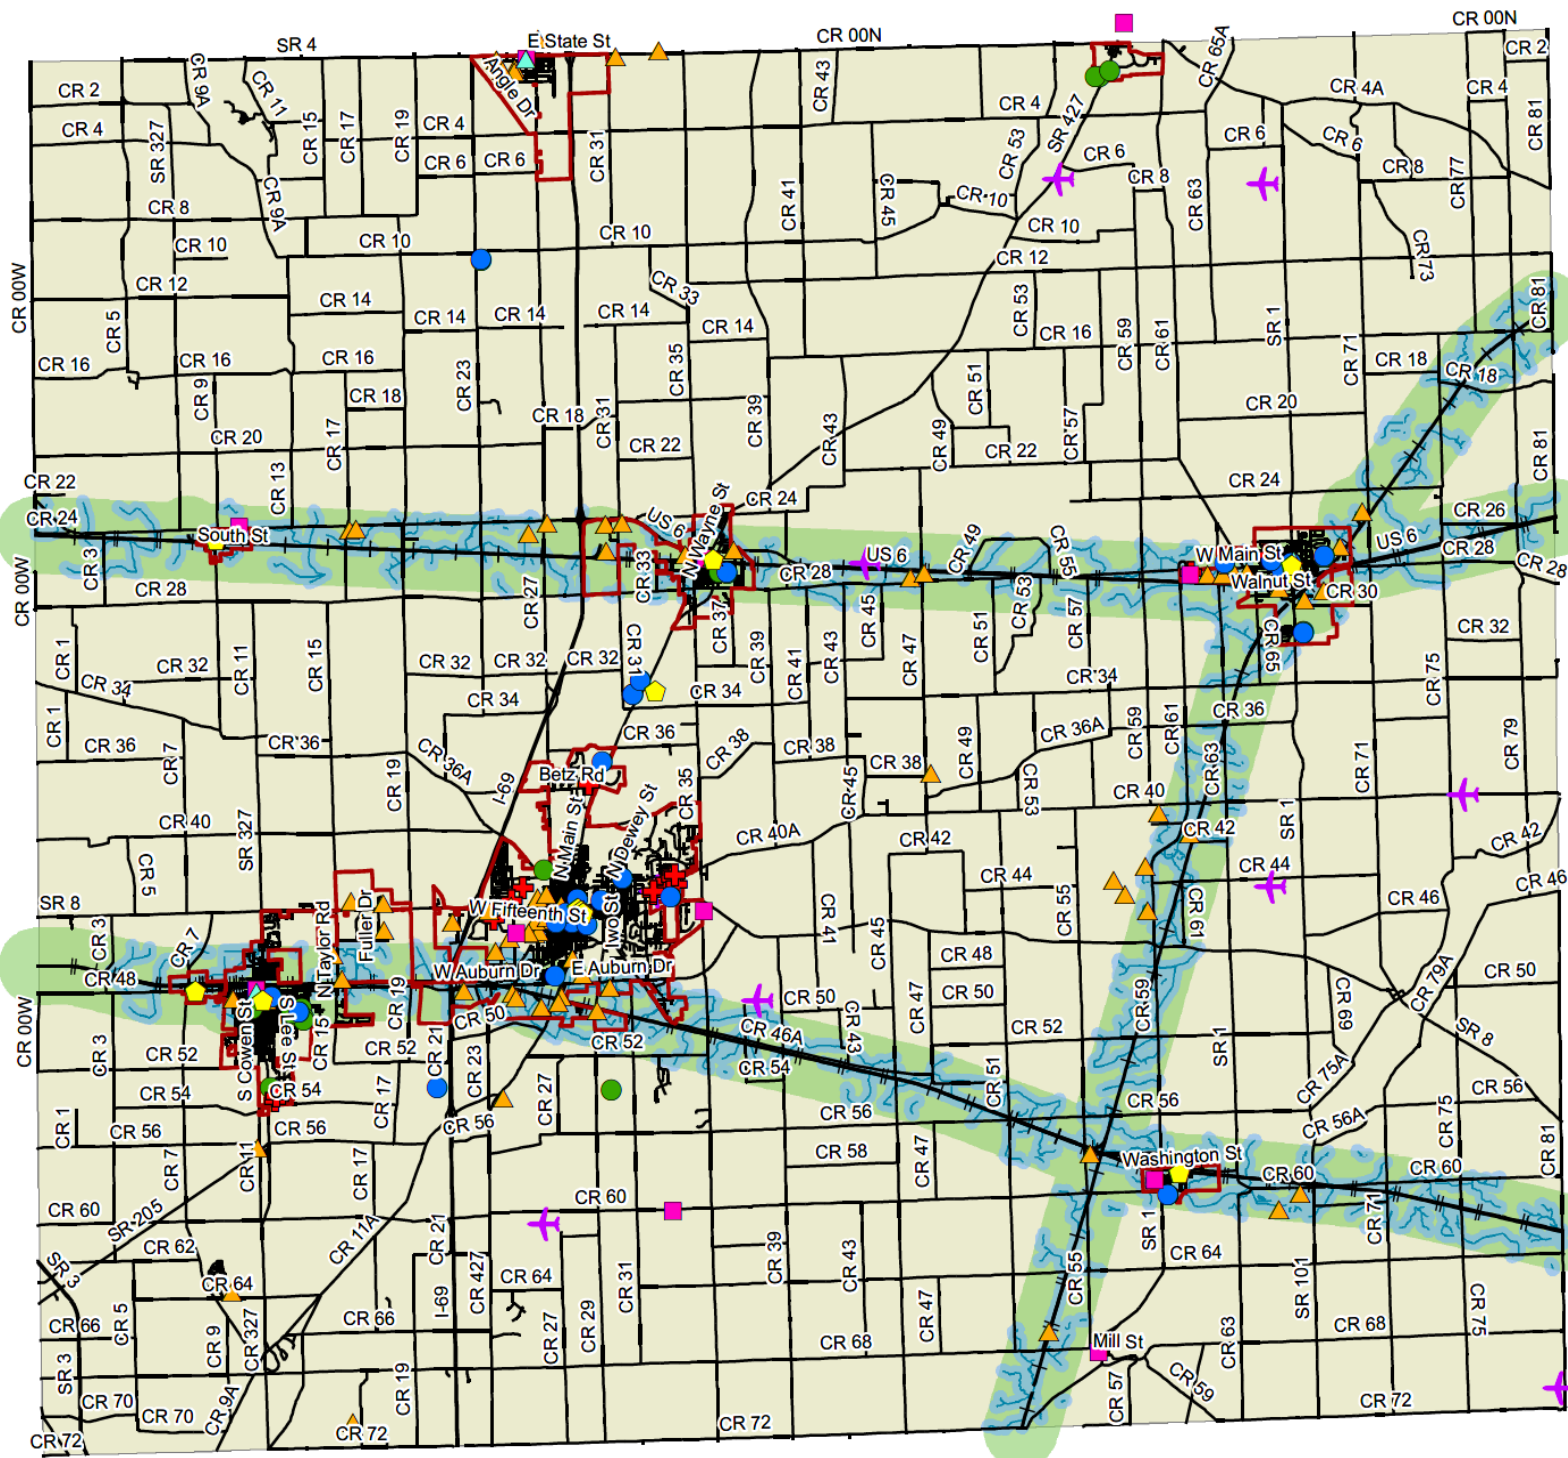 CR 00N
SR 4
E State St
CR 00N
CR 65A
CR 2
CR 9A
CR 11
Angle Dr
CR 43
CR 2
CR 4A
CR 4
CR 81
CR 4
SR 327
CR 15
CR 17
CR 19
CR 4
CR 31
CR 4
CR 53
SR 427
CR 6
CR 6
CR 6
CR 6
CR 6
CR 8
CR 8
CR 77
CR 9A
CR 41
CR 45
CR 10
CR 63
CR 8
CR 10
CR 10
CR 10
CR 10
CR 73
CR 12
CR 12
CR 33
CR 00W
CR 5
CR 14
CR 14
CR 14
CR 14
CR 14
CR 53
CR 16
CR 59
CR 61
SR 1
CR 81
CR 71
CR 16
CR 16
CR 16
CR 35
CR 18
CR 18
CR 9
CR 18
CR 23
CR 18
CR 31
CR 39
CR 43
CR 51
CR 57
CR 20
CR 20
CR 17
CR 22
CR 49
CR 22
CR 81
CR 22
CR 13
CR 24
CR 24
CR 24
South St
US 6
N Wayne St
CR 26
US 6
CR 49
CR 55
W Main St
US 6
CR 28
CR 3
CR 28
CR 27
CR 33
CR 28
Walnut St
CR 28
CR 30
CR 00W
CR 37
CR 45
CR 53
CR 57
CR 1
CR 11
CR 15
CR 32
CR 32
CR 32
CR 32
CR 31
CR 39
CR 41
CR 43
CR 47
CR 51
CR 65
CR 32
CR 75
CR 34
CR 34
CR 34
CR 34
CR 1
CR 36
CR 7
CR 36
CR 36A
CR 36
CR 38
CR 38
CR 38
CR 49
CR 36A
CR 59
CR 61
CR 36
CR 63
CR 71
CR 79
CR 19
I-69
Betz Rd
CR 35
CR 45
CR 53
CR 40
SR 1
CR 40
SR 327
N Main St
N Dewey St
CR 40A
CR 42
CR 42
CR 42
CR 5
CR 44
CR 44
CR 46
CR 46
SR 8
CR 3
CR 7
N Taylor Rd
Fuller Dr
W Fifteenth St
CR 41
CR 45
CR 55
CR 61
CR 48
CR 48
W Auburn Dr
E Auburn Dr
CR 79A
CR 50
CR 19
CR 50
CR 50
CR 50
CR 47
CR 59
CR 69
CR 00W
S Cowen St
S Lee St
CR 15
CR 21
CR 46A
CR 43
CR 52
SR 1
SR 8
CR 3
CR 52
CR 52
CR 23
CR 52
CR 54
CR 51
CR 75A
CR 54
CR 54
CR 17
CR 27
CR 56
CR 56
CR 56
CR 1
CR 56
CR 56
CR 56
CR 56A
CR 75
CR 81
CR 7
CR 11
CR 17
CR 58
CR 47
Washington St
CR 60
CR 60
CR 60
CR 60
SR 205
CR 11A
CR 21
SR 1
CR 71
SR 3
CR 62
CR 39
CR 43
CR 64
CR 64
CR 427
CR 64
CR 31
CR 55
SR 101
CR 66
CR 5
CR 9
CR 327
CR 66
I-69
CR 27
CR 29
CR 68
CR 47
Mill St
CR 63
CR 68
CR 75
SR 3
CR 70
CR 70
CR 9A
CR 19
CR 57
CR 59
CR 72
CR 72
CR 72
CR 72